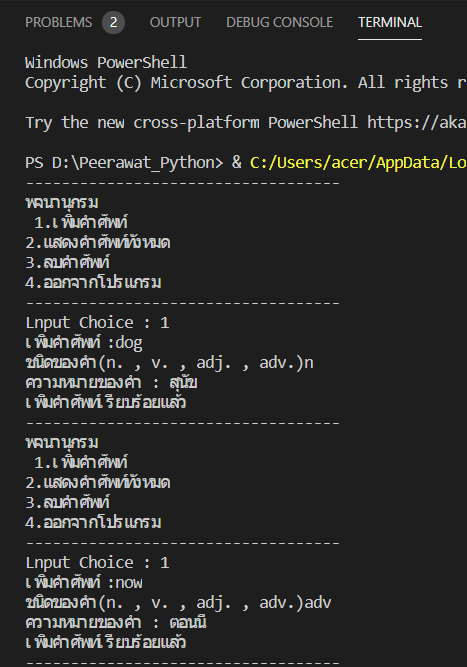 PROBLEMS 2 OUTPUT DEBUG CONSOLE TERMINAL
Windows PowerShell
Copyright (C) Microsoft Corporation. All rights r
Try the new cross-platform PowerShell https://aka
PS D:\Peerawat_Python> & C:/Users/acer/AppData/Lo
-----------------------------------
พจนานุกรม
1.เพิ่มคำศัพท์
2.แสดงคำศัพท์ทั้งหมด
3.ลบคำศัพท์
4.ออกจากโปรแกรม
-----------------------------------
Lnput Choice : 1
เพิ่มคำศัพท์ :dog
ชนิดของคำ(n. , v. , adj. , adv.)n
ความหมายของคำ : สุนัข
เพิ่มคำศัพท์เรียบร้อยแล้ว
-----------------------------------
พจนานุกรม
1.เพิ่มคำศัพท์
2.แสดงคำศัพท์ทั้งหมด
3.ลบคำศัพท์
4.ออกจากโปรแกรม
-----------------------------------
Lnput Choice : 1
เพิ่มคำศัพท์ :now
ชนิดของคำ(n. , v. , adj. , adv.)adv
ความหมายของคำ : ตอนนี้
เพิ่มคำศัพท์เรียบร้อยแล้ว
-----------------------------------